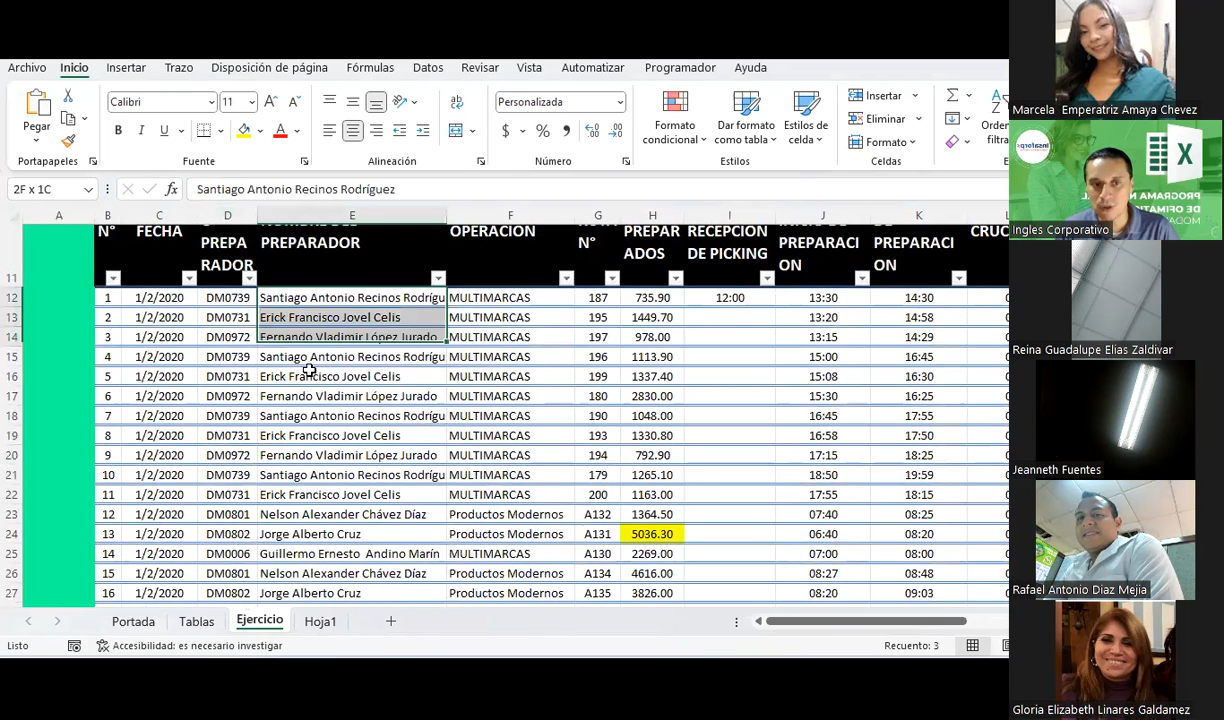 Archivo Inicio Insertar Trazo Disposición de página Fórmulas Datos Revisar Vista Automatizar Programador Ayuda
Pegar
Calibri 11
N K S
Personalizada
$ % 000
Formato condicional
Dar formato como tabla
Estilos de celda
Insertar
Eliminar
Formato
Portapapeles Fuente Alineación Número Estilos Celdas
2F x 1C fx Santiago Antonio Recinos Rodríguez
A B C D E F G H I J K
N° FECHA PREPARADOR PREPARADOR OPERACION N° PREPARADOS RECEPCION DE PICKING PREPARACION PREPARACION
11
12 1 1/2/2020 DM0739 Santiago Antonio Recinos Rodrígu MULTIMARCAS 187 735.90 12:00 13:30 14:30
13 2 1/2/2020 DM0731 Erick Francisco Jovel Celis MULTIMARCAS 195 1449.70 13:20 14:58
14 3 1/2/2020 DM0972 Fernando Vladimir López Jurado MULTIMARCAS 197 978.00 13:15 14:29
15 4 1/2/2020 DM0739 Santiago Antonio Recinos Rodrígu MULTIMARCAS 196 1113.90 15:00 16:45
16 5 1/2/2020 DM0731 Erick Francisco Jovel Celis MULTIMARCAS 199 1337.40 15:08 16:30
17 6 1/2/2020 DM0972 Fernando Vladimir López Jurado MULTIMARCAS 180 2830.00 15:30 16:25
18 7 1/2/2020 DM0739 Santiago Antonio Recinos Rodrígu MULTIMARCAS 190 1048.00 16:45 17:55
19 8 1/2/2020 DM0731 Erick Francisco Jovel Celis MULTIMARCAS 193 1330.80 16:58 17:50
20 9 1/2/2020 DM0972 Fernando Vladimir López Jurado MULTIMARCAS 194 792.90 17:15 18:25
21 10 1/2/2020 DM0739 Santiago Antonio Recinos Rodrígu MULTIMARCAS 179 1265.10 18:50 19:59
22 11 1/2/2020 DM0731 Erick Francisco Jovel Celis MULTIMARCAS 200 1163.00 17:55 18:15
23 12 1/2/2020 DM0801 Nelson Alexander Chávez Díaz Productos Modernos A132 1364.50 07:40 08:25
24 13 1/2/2020 DM0802 Jorge Alberto Cruz Productos Modernos A131 5036.30 06:40 08:20
25 14 1/2/2020 DM0006 Guillermo Ernesto Andino Marín MULTIMARCAS A130 2269.00 07:00 08:00
26 15 1/2/2020 DM0801 Nelson Alexander Chávez Díaz Productos Modernos A134 4616.00 08:27 08:48
27 16 1/2/2020 DM0802 Jorge Alberto Cruz Productos Modernos A135 3826.00 08:20 09:03
Portada Tablas Ejercicio Hoja1
Listo Accesibilidad: es necesario investigar Recuento: 3
Marcela Emperatriz Amaya Chevez
insaforp
Ingles Corporativo
Reina Guadalupe Elias Zaldivar
Jeanneth Fuentes
Rafael Antonio Diaz Mejia
Gloria Elizabeth Linares Galdamez